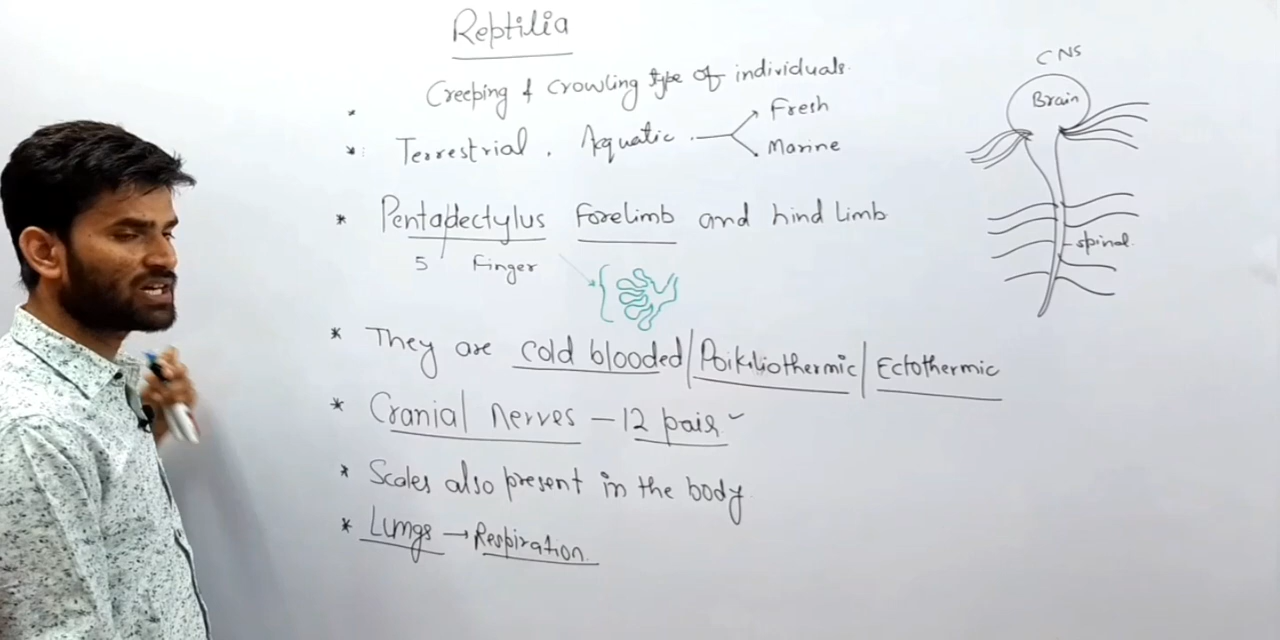 Reptilia
* Creeping & Crowling type of individuals.
* Terrestrial, Aquatic. Fresh
Marine
* Pentadectylus Forelimb and hind limb
5 Finger
* They are cold blooded/Poikiliothermic/Ectothermic
* Cranial nerves – 12 pair
* Scales also present in the body.
* Lungs → Respiration.
CNS
Brain
spinal.